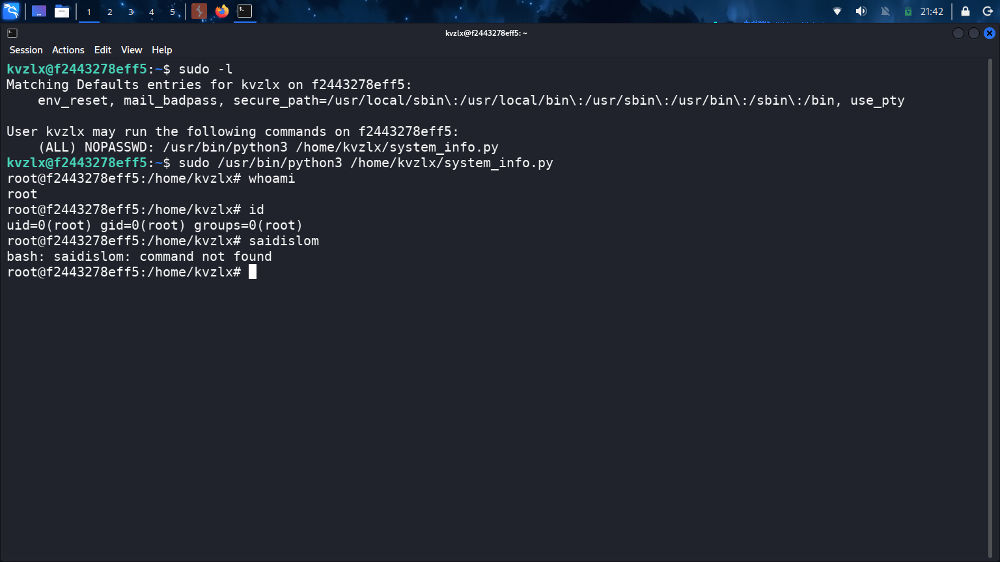 1 2 3 4 5 21:42
kvzlx@f2443278eff5: ~
Session Actions Edit View Help
kvzlx@f2443278eff5:~$ sudo -l
Matching Defaults entries for kvzlx on f2443278eff5:
    env_reset, mail_badpass, secure_path=/usr/local/sbin\:/usr/local/bin\:/usr/sbin\:/usr/bin\:/sbin\:/bin, use_pty
User kvzlx may run the following commands on f2443278eff5:
    (ALL) NOPASSWD: /usr/bin/python3 /home/kvzlx/system_info.py
kvzlx@f2443278eff5:~$ sudo /usr/bin/python3 /home/kvzlx/system_info.py
root@f2443278eff5:/home/kvzlx# whoami
root
root@f2443278eff5:/home/kvzlx# id
uid=0(root) gid=0(root) groups=0(root)
root@f2443278eff5:/home/kvzlx# saidislom
bash: saidislom: command not found
root@f2443278eff5:/home/kvzlx#